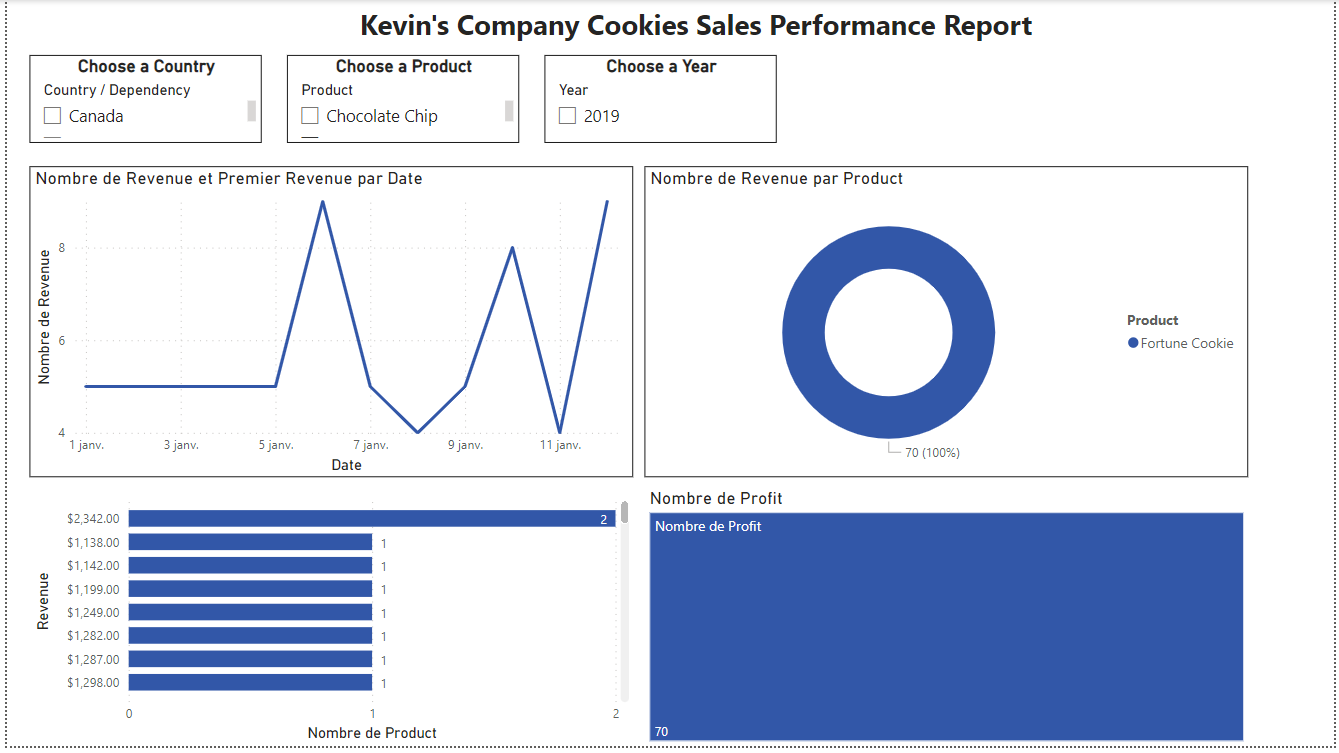 Kevin's Company Cookies Sales Performance Report
Choose a Country
Country / Dependency
Canada
Choose a Product
Product
Chocolate Chip
Choose a Year
Year
2019
Nombre de Revenue et Premier Revenue par Date
Nombre de Revenue
8
6
4
1 janv.
3 janv.
5 janv.
7 janv.
9 janv.
11 janv.
Date
Nombre de Revenue par Product
70 (100%)
Product
Fortune Cookie
Revenue
$2,342.00 2
$1,138.00 1
$1,142.00 1
$1,199.00 1
$1,249.00 1
$1,282.00 1
$1,287.00 1
$1,298.00 1
0
1
2
Nombre de Product
Nombre de Profit
Nombre de Profit
70